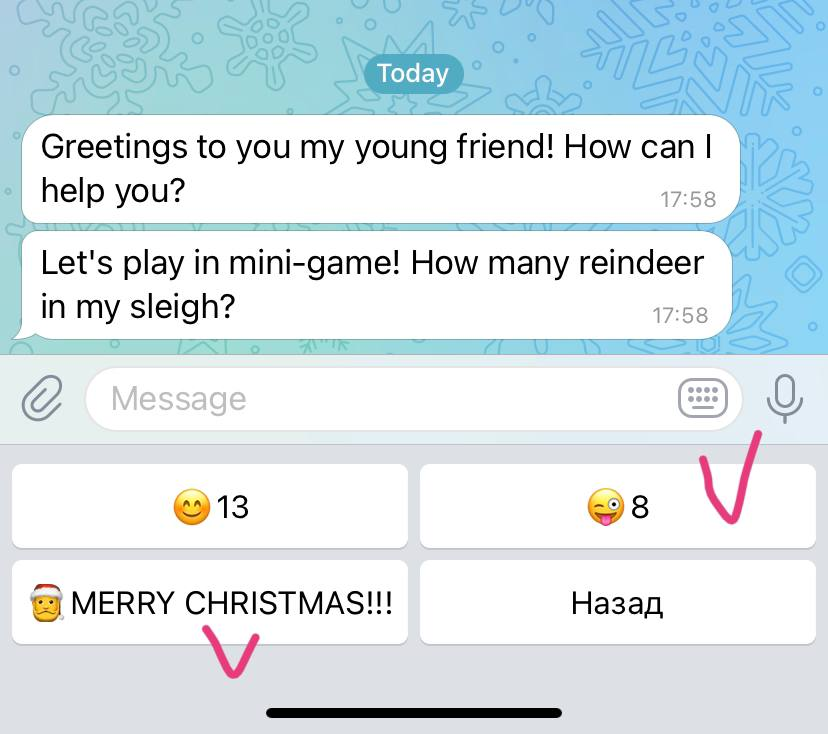 Today
Greetings to you my young friend! How can I
help you?
17:58
Let's play in mini-game! How many reindeer
in my sleigh?
17:58
Message
😊13
😜8
🎅MERRY CHRISTMAS!!!
Назад